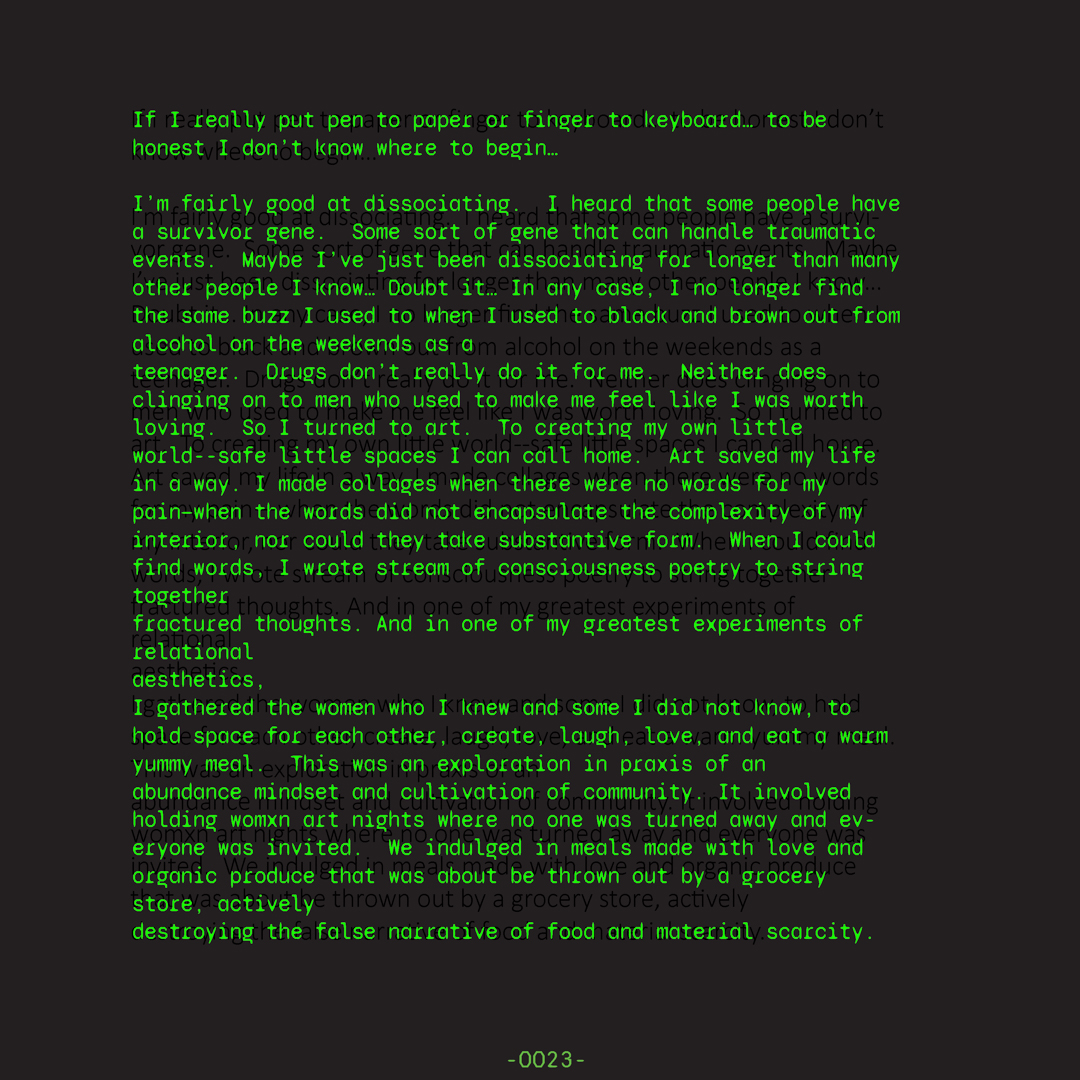 If I really put pen to paper or finger to keyboard… to be
honest I don't know where to begin…
I'm fairly good at dissociating.  I heard that some people have
a survivor gene.  Some sort of gene that can handle traumatic
events.  Maybe I've just been dissociating for longer than many
other people I know… Doubt it… In any case, I no longer find
the same buzz I used to when I used to black and brown out from
alcohol on the weekends as a
teenager.  Drugs don't really do it for me.  Neither does
clinging on to men who used to make me feel like I was worth
loving.  So I turned to art.  To creating my own little
world--safe little spaces I can call home.  Art saved my life
in a way. I made collages when there were no words for my
pain—when the words did not encapsulate the complexity of my
interior, nor could they take substantive form.  When I could
find words, I wrote stream of consciousness poetry to string
together
fractured thoughts. And in one of my greatest experiments of
relational
aesthetics,
I gathered the women who I knew and some I did not know, to
hold space for each other, create, laugh, love, and eat a warm
yummy meal.  This was an exploration in praxis of an
abundance mindset and cultivation of community. It involved
holding womxn art nights where no one was turned away and ev-
eryone was invited.  We indulged in meals made with love and
organic produce that was about be thrown out by a grocery
store, actively
destroying the false narrative of food and material scarcity.
-0023-